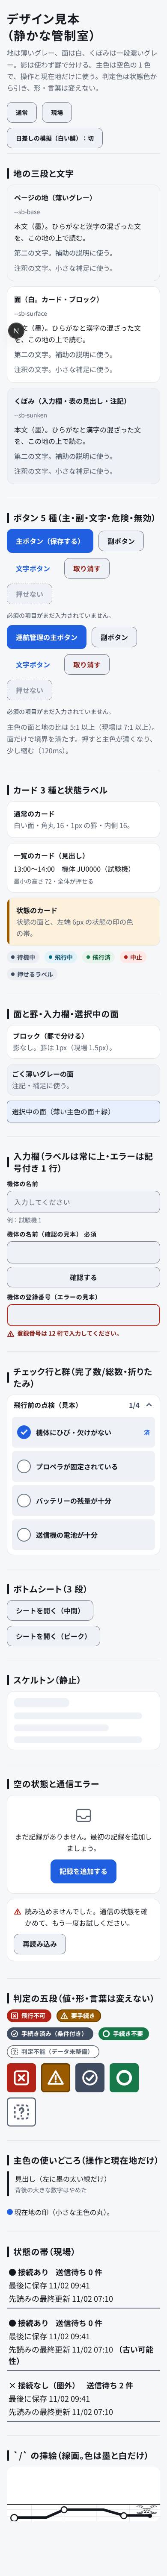 デザイン見本
（静かな管制室）
地は薄いグレー、面は白、くぼみは一段濃いグレ
ー。影は使わず罫で分ける。主色は空色の 1 色
で、操作と現在地だけに使う。判定色は状態色か
ら引き、形・言葉は変えない。
通常
現場
日差しの模擬（白い膜）：切
地の三段と文字
ページの地（薄いグレー）
--sb-base
本文（墨）。ひらがなと漢字の混ざった文
を、この地の上で読む。
第二の文字。補助の説明に使う。
注釈の文字。小さな補足に使う。
面（白。カード・ブロック）
--sb-surface
文（墨）。ひらがなと漢字の混ざった文
を、この地の上で読む。
第二の文字。補助の説明に使う。
注釈の文字。小さな補足に使う。
くぼみ（入力欄・表の見出し・注記）
--sb-sunken
本文（墨）。ひらがなと漢字の混ざった文
を、この地の上で読む。
第二の文字。補助の説明に使う。
注釈の文字。小さな補足に使う。
ボタン 5 種（主・副・文字・危険・無効）
主ボタン（保存する）
副ボタン
文字ボタン
取り消す
押せない
必須の項目がまだ入力されていません。
運航管理の主ボタン
副ボタン
文字ボタン
取り消す
押せない
必須の項目がまだ入力されていません。
主色の面と地の比は 5:1 以上（現場は 7:1 以上）。
面だけで境界を満たす。押すと主色が濃くなり、
少し縮む（120ms）。
カード 3 種と状態ラベル
通常のカード
白い面・角丸 16・1px の罫・内側 16。
一覧のカード（見出し）
13:00〜14:00　機体 JU0000（試験機）
最小の高さ 72・全体が押せる
状態のカード
状態の面と、左端 6px の状態の印の色
の帯。
待機中
飛行中
飛行済
中止
押せるラベル
面と罫・入力欄・選択中の面
ブロック（罫で分ける）
影なし。罫は 1px（現場 1.5px）。
ごく薄いグレーの面
注記・補足に使う。
選択中の面（薄い主色の面＋縁）
入力欄（ラベルは常に上・エラーは記
号付き 1 行）
機体の名前
入力してください
例：試験機 1
機体の名前（確認の見本） 必須
確認する
機体の登録番号（エラーの見本）
登録番号は 12 桁で入力してください。
チェック行と群（完了数/総数・折りた
たみ）
飛行前の点検（見本）
1/4
機体にひび・欠けがない
済
プロペラが固定されている
バッテリーの残量が十分
送信機の電池が十分
ボトムシート（3 段）
シートを開く（中間）
シートを開く（ピーク）
スケルトン（静止）
空の状態と通信エラー
まだ記録がありません。最初の記録を追加し
ましょう。
記録を追加する
読み込めませんでした。通信の状態を確
かめて、もう一度お試しください。
再読み込み
判定の五段（値・形・言葉は変えない）
飛行不可
要手続き
手続き済み（条件付き）
手続き不要
判定不能（データ未整備）
主色の使いどころ（操作と現在地だけ）
見出し（左に墨の太い線だけ）
背後の大きな数字はやめた
現在地の印（小さな主色の丸）。
状態の帯（現場）
● 接続あり　送信待ち 0 件
最後に保存 11/02 09:41
先読みの最終更新 11/02 07:10
● 接続あり　送信待ち 0 件
最後に保存 11/02 09:41
先読みの最終更新 11/02 07:10 （古い可能
性）
× 接続なし（圏外）　送信待ち 2 件
最後に保存 11/02 09:41
先読みの最終更新 11/02 07:10
`/` の挿絵（線画。色は墨と白だけ）